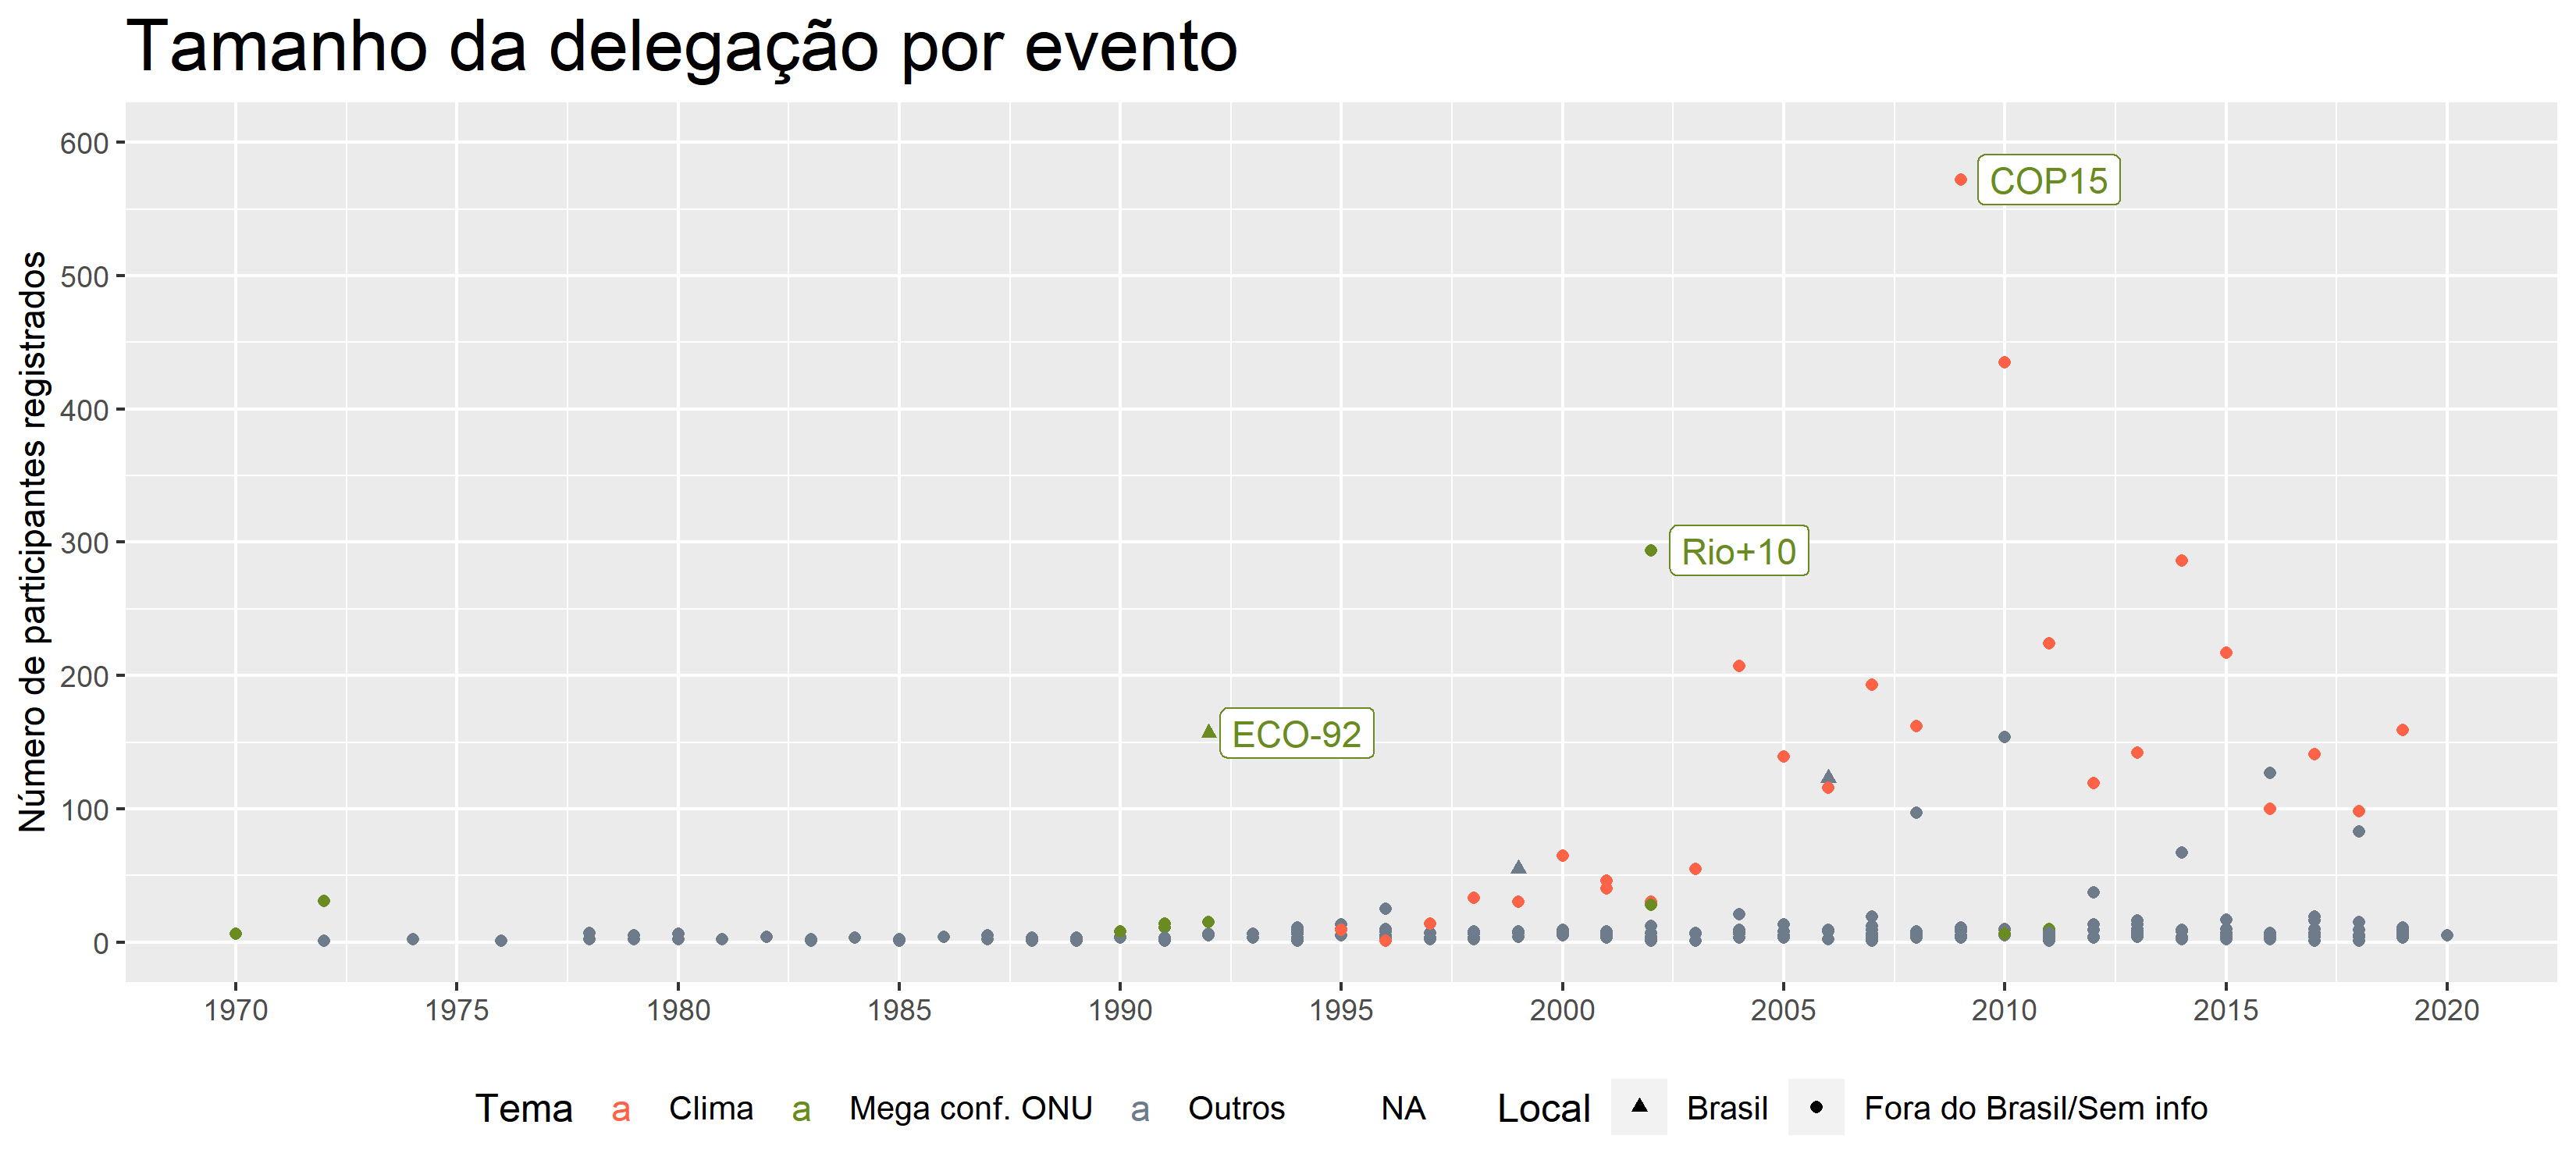 Tamanho da delegação por evento
Número de participantes registrados
600
500
400
300
200
100
0
COP15
Rio+10
ECO-92
1970 1975 1980 1985 1990 1995 2000 2005 2010 2015 2020
Tema a Clima a Mega conf. ONU a Outros NA Local Brasil Fora do Brasil/Sem info